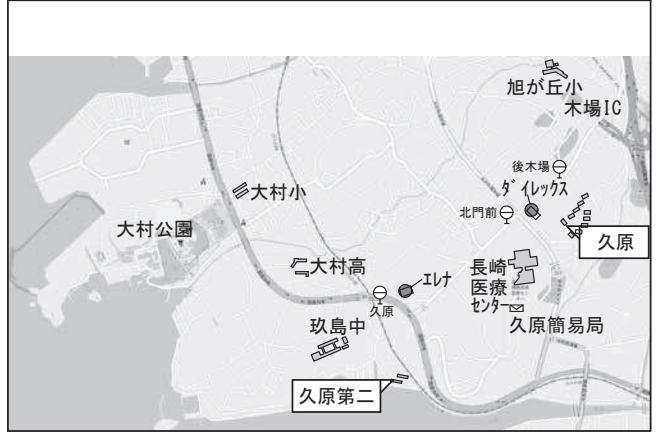 旭が丘小
木場IC
後木場
ﾀﾞｲﾚｯｸｽ
大村小
北門前
大村公園
久原
大村高
ｴﾚﾅ
長崎
医療
ｾﾝﾀｰ
久原
久原簡易局
玖島中
久原第二